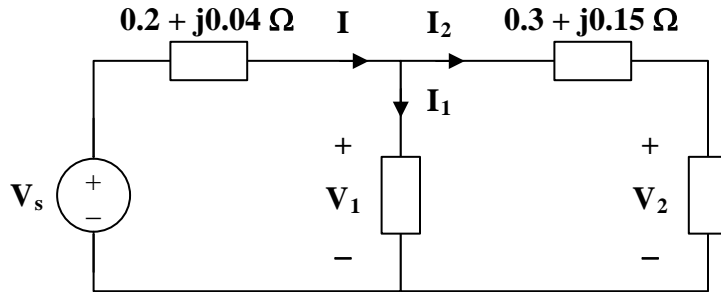 0.2 + j0.04 Ω I I₂ 0.3 + j0.15 Ω
I₁
+ +
Vₛ + − V₁ V₂
− −